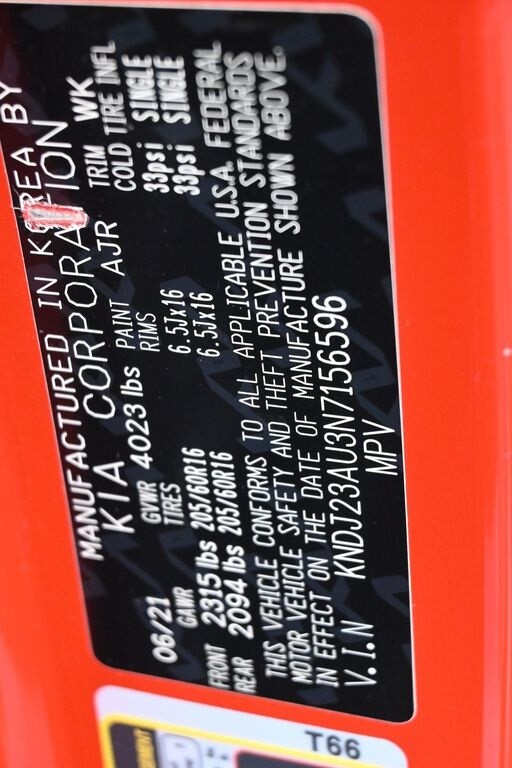 MANUFACTURED IN KOREA BY
KIA CORPORATION
06/21 GVWR 4023 lbs PAINT AJR TRIM WK
GAWR TIRES RIMS COLD TIRE INFL
FRONT 2315 lbs 205/60R16 6.5Jx16 33psi SINGLE
REAR 2094 lbs 205/60R16 6.5Jx16 33psi SINGLE
THIS VEHICLE CONFORMS TO ALL APPLICABLE U.S.A. FEDERAL
MOTOR VEHICLE SAFETY AND THEFT PREVENTION STANDARDS
IN EFFECT ON THE DATE OF MANUFACTURE SHOWN ABOVE.
V.I.N KNDJ23AU3N7156596
MPV
T66